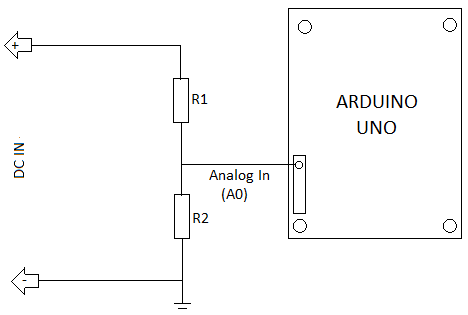 +
R1
ARDUINO
UNO
DC IN
Analog In
(A0)
R2
-